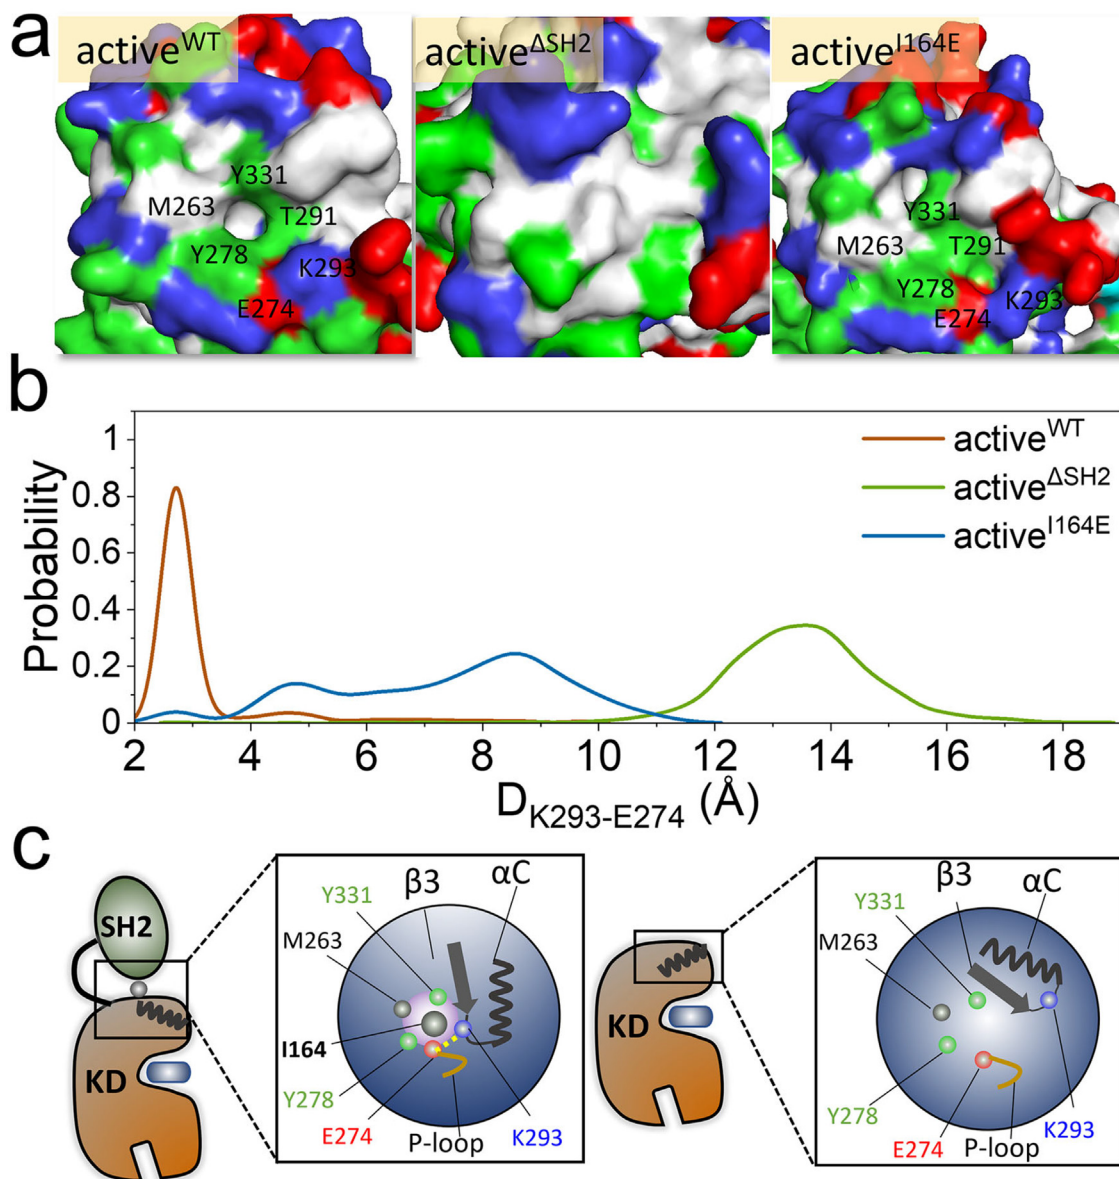 a
active^WT
active^ΔSH2
active^I164E
Y331
M263
T291
Y278
K293
E274
Y331
M263
T291
Y278
K293
E274
b
1
0.8
0.6
0.4
0.2
0
Probability
active^WT
active^ΔSH2
active^I164E
2 4 6 8 10 12 14 16 18
D_K293-E274 (Å)
c
SH2
KD
β3
αC
Y331
M263
I164
Y278
E274
P-loop
K293
KD
β3
αC
Y331
M263
Y278
E274
P-loop
K293